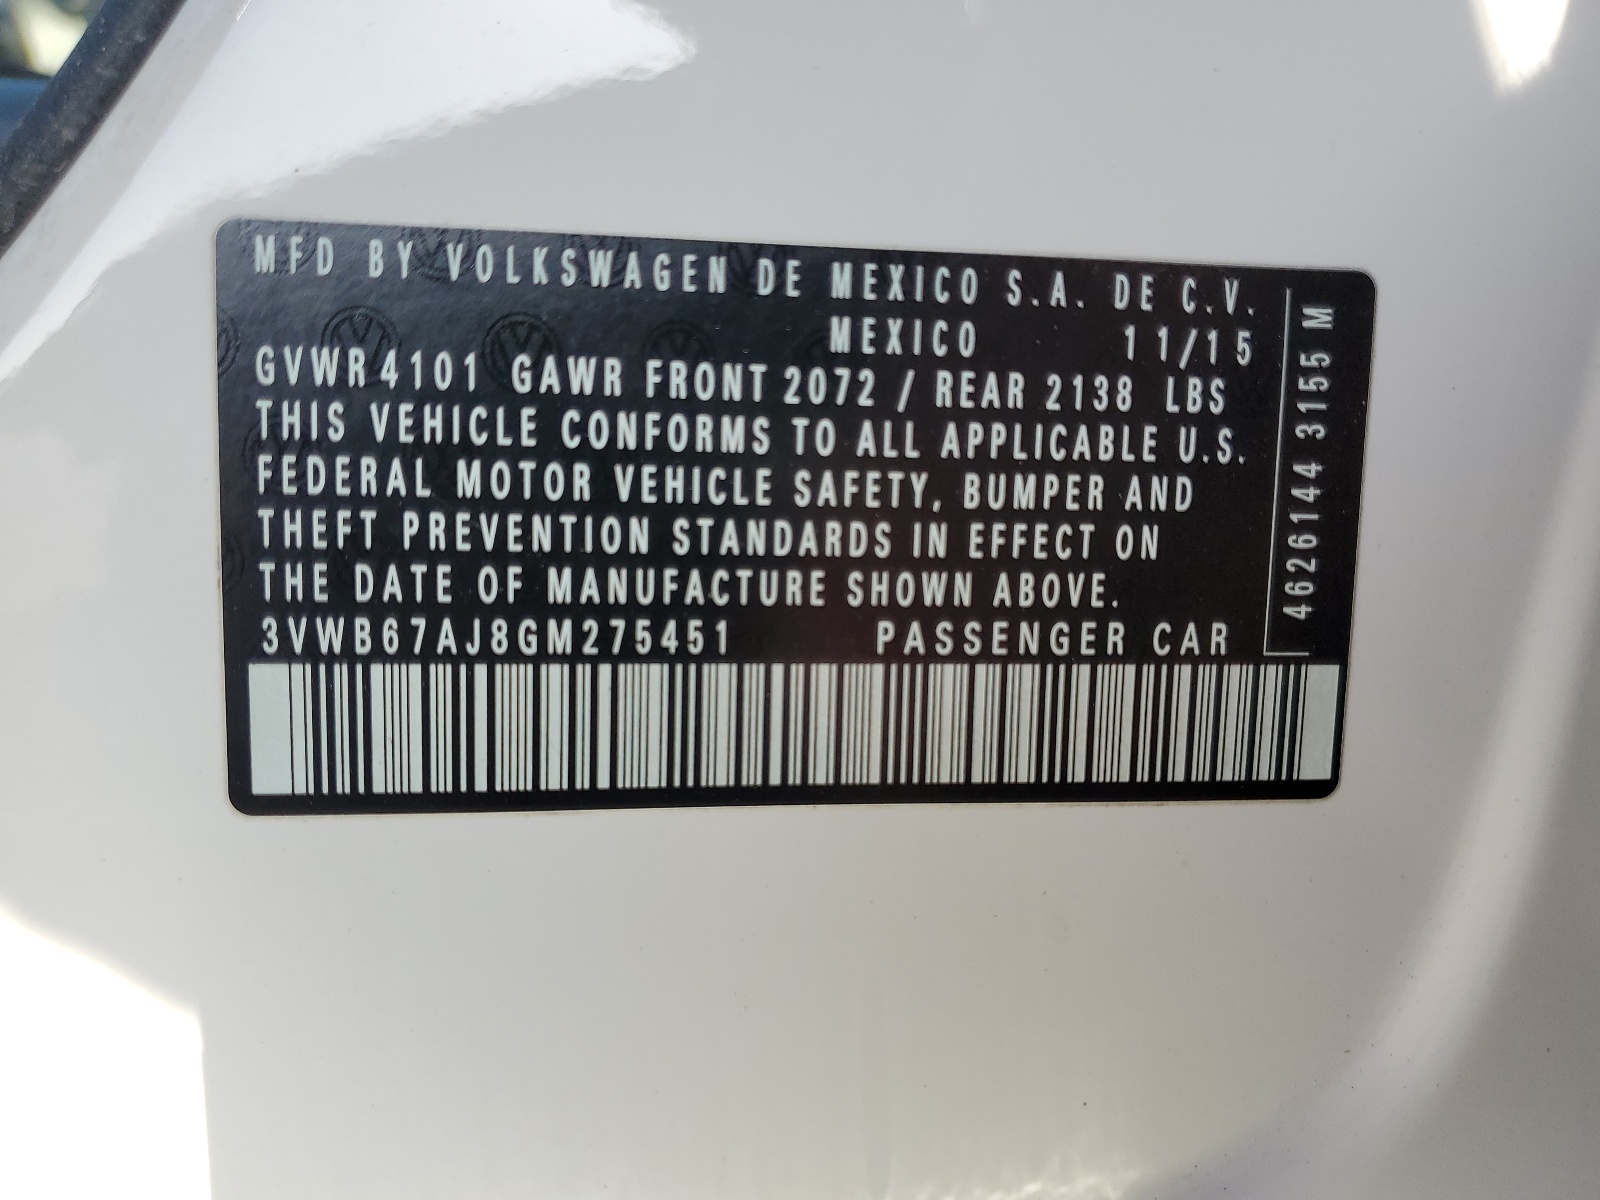 MFD BY VOLKSWAGEN DE MEXICO S.A. DE C.V.
MEXICO 11/15
GVWR 4101 GAWR FRONT 2072 / REAR 2138 LBS
THIS VEHICLE CONFORMS TO ALL APPLICABLE U.S.
FEDERAL MOTOR VEHICLE SAFETY, BUMPER AND
THEFT PREVENTION STANDARDS IN EFFECT ON
THE DATE OF MANUFACTURE SHOWN ABOVE.
3VWB67AJ8GM275451 PASSENGER CAR
4626144 3155 M